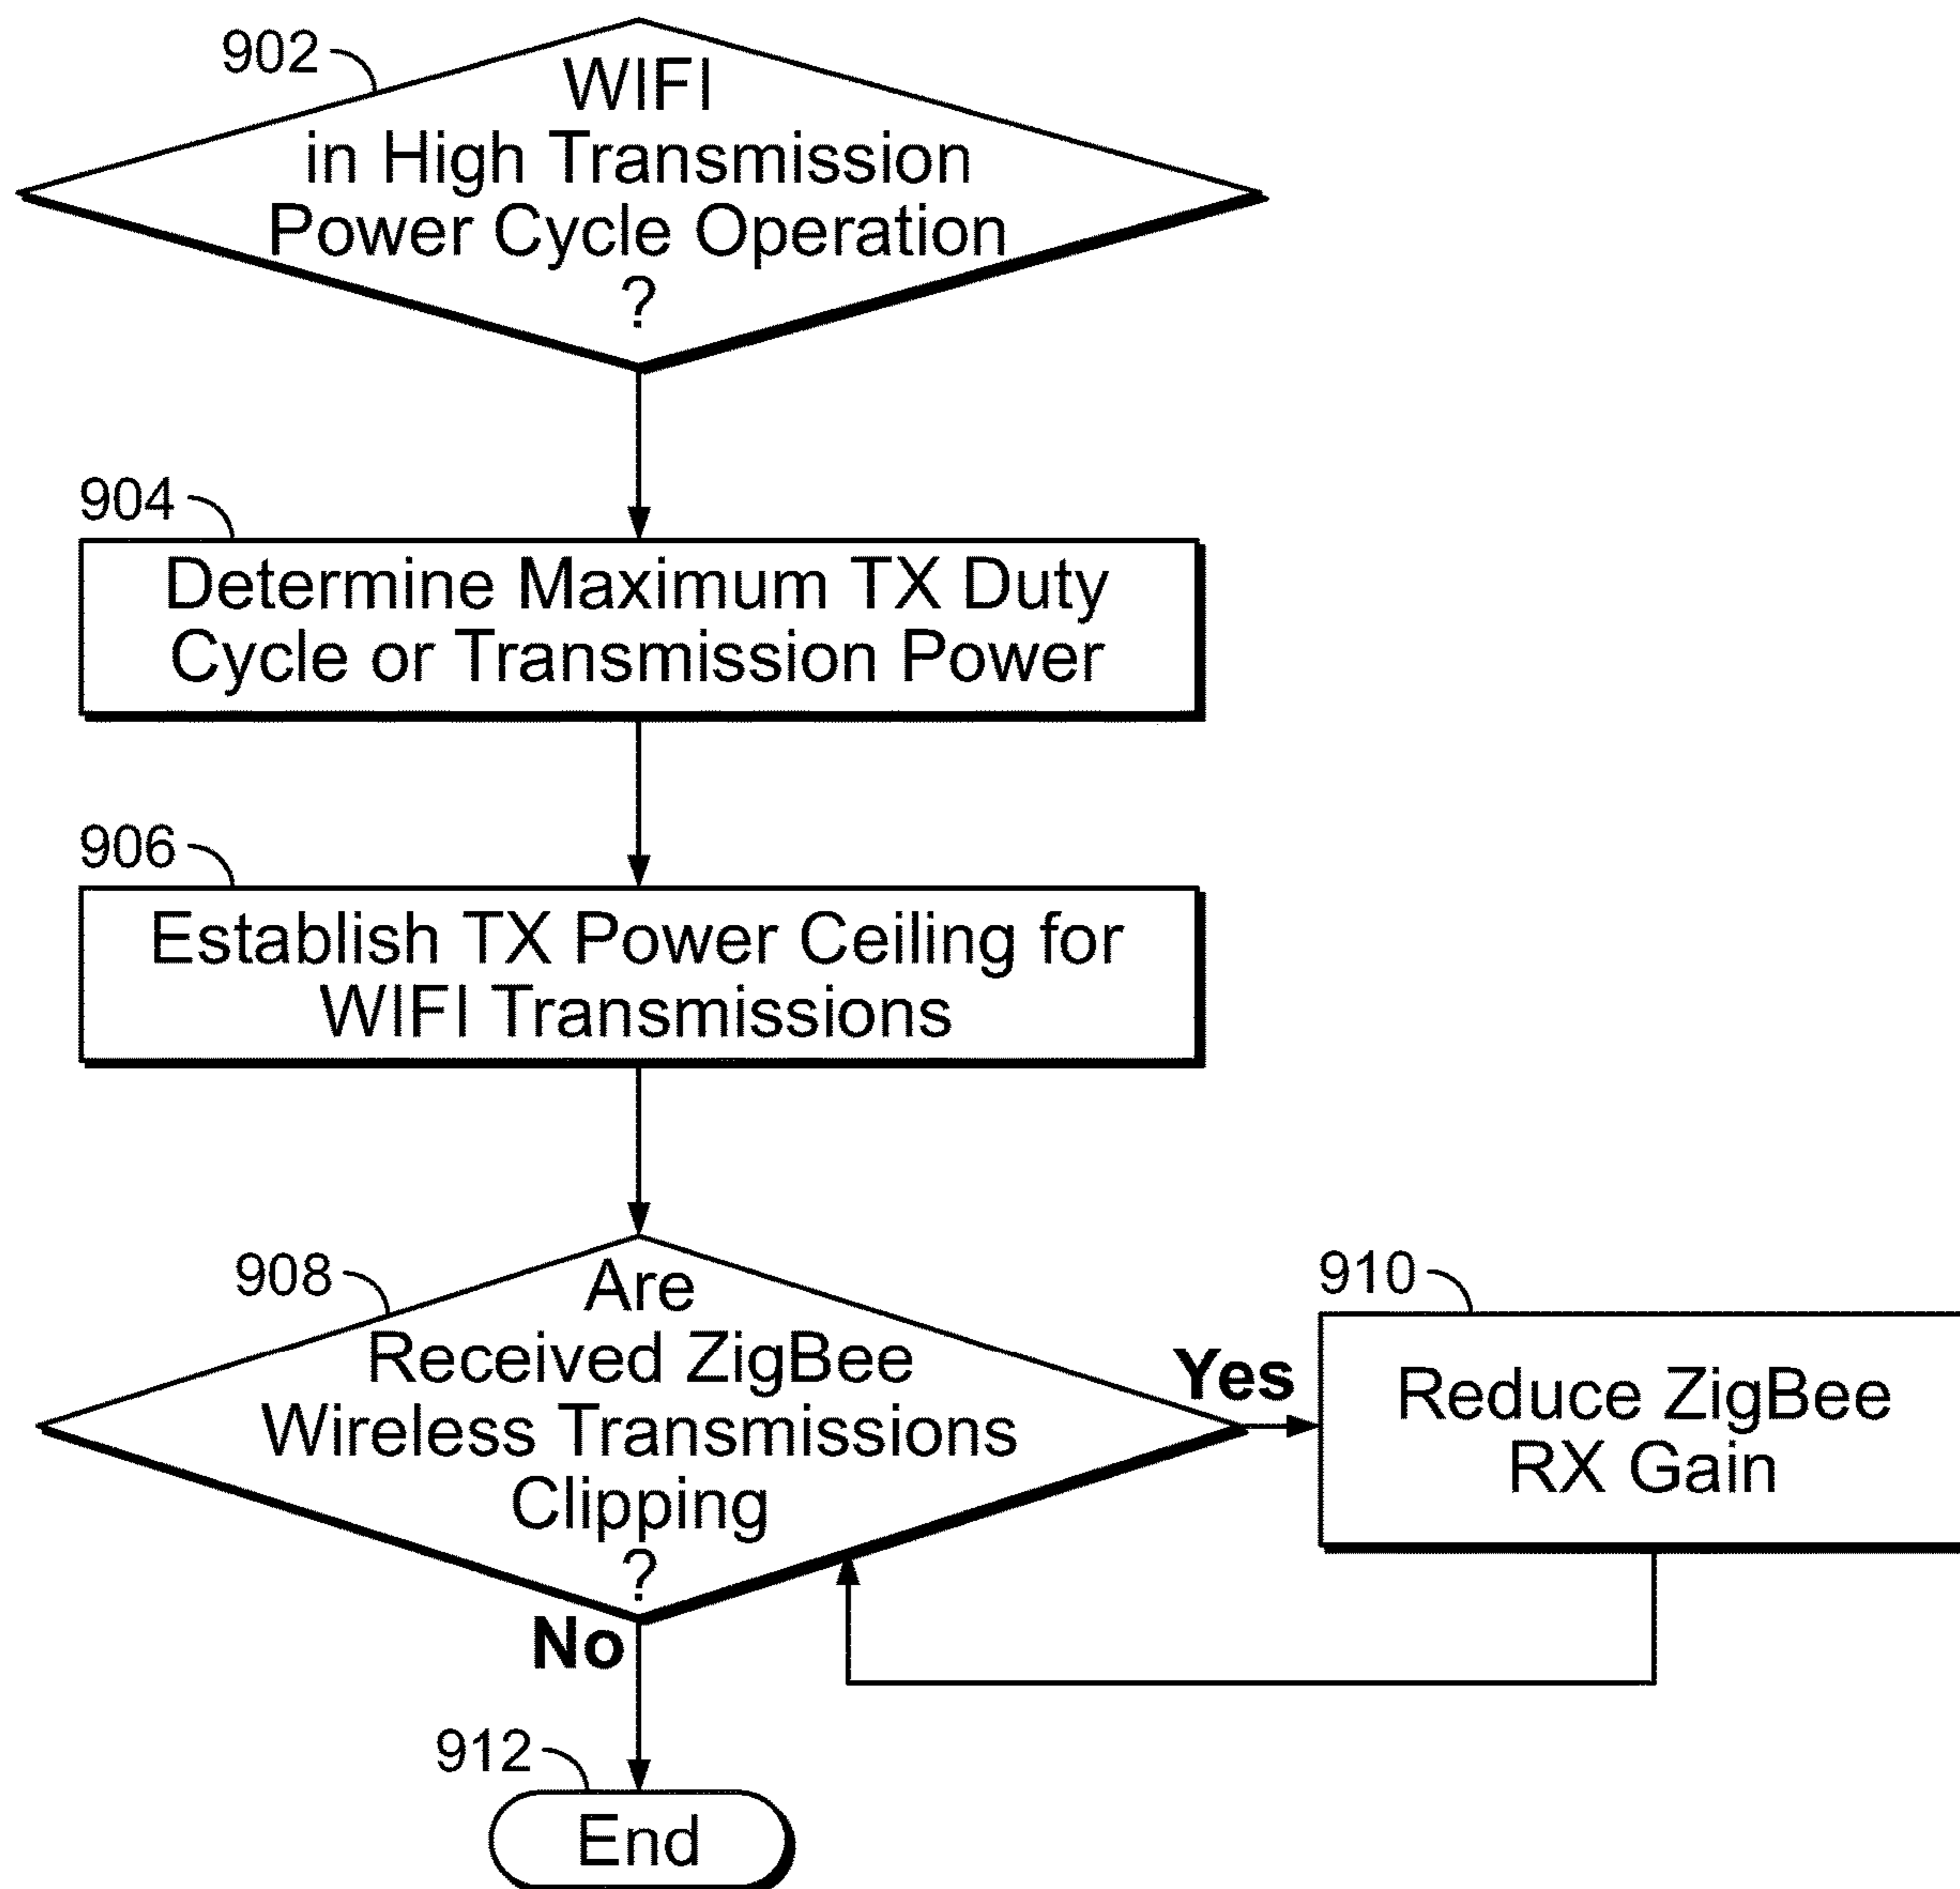 902
WIFI
in High Transmission
Power Cycle Operation
?
904
Determine Maximum TX Duty
Cycle or Transmission Power
906
Establish TX Power Ceiling for
WIFI Transmissions
908
Are
Received ZigBee
Wireless Transmissions
Clipping
?
Yes
910
Reduce ZigBee
RX Gain
No
912
End